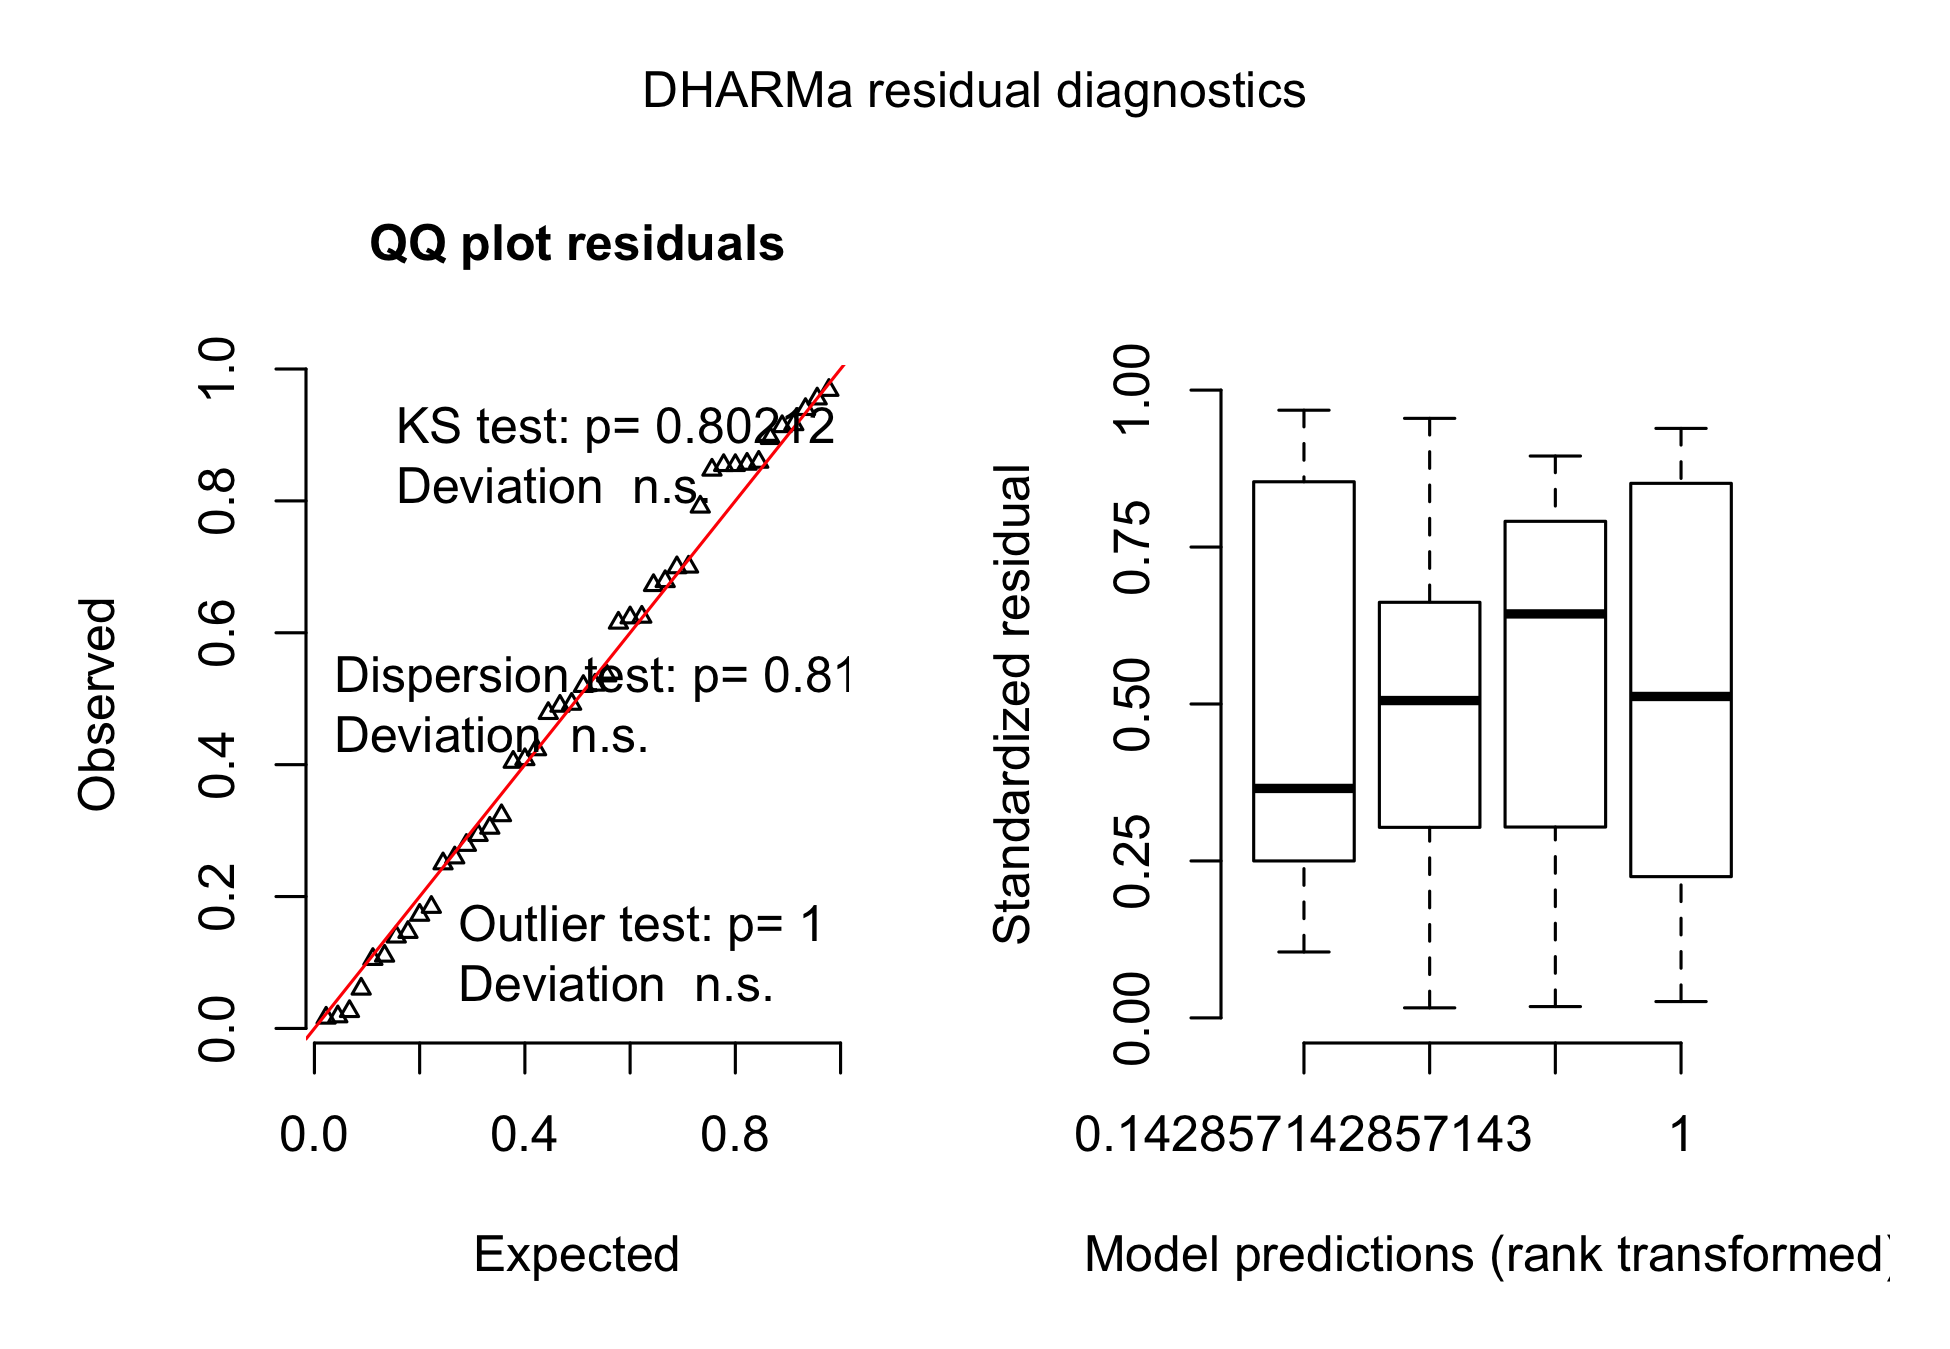 DHARMa residual diagnostics
QQ plot residuals
Observed
0.0 0.2 0.4 0.6 0.8 1.0
KS test: p= 0.80212
Deviation n.s.
Dispersion test: p= 0.81
Deviation n.s.
Outlier test: p= 1
Deviation n.s.
0.0 0.4 0.8
Expected
Standardized residual
0.00 0.25 0.50 0.75 1.00
0.142857142857143 1
Model predictions (rank transformed)